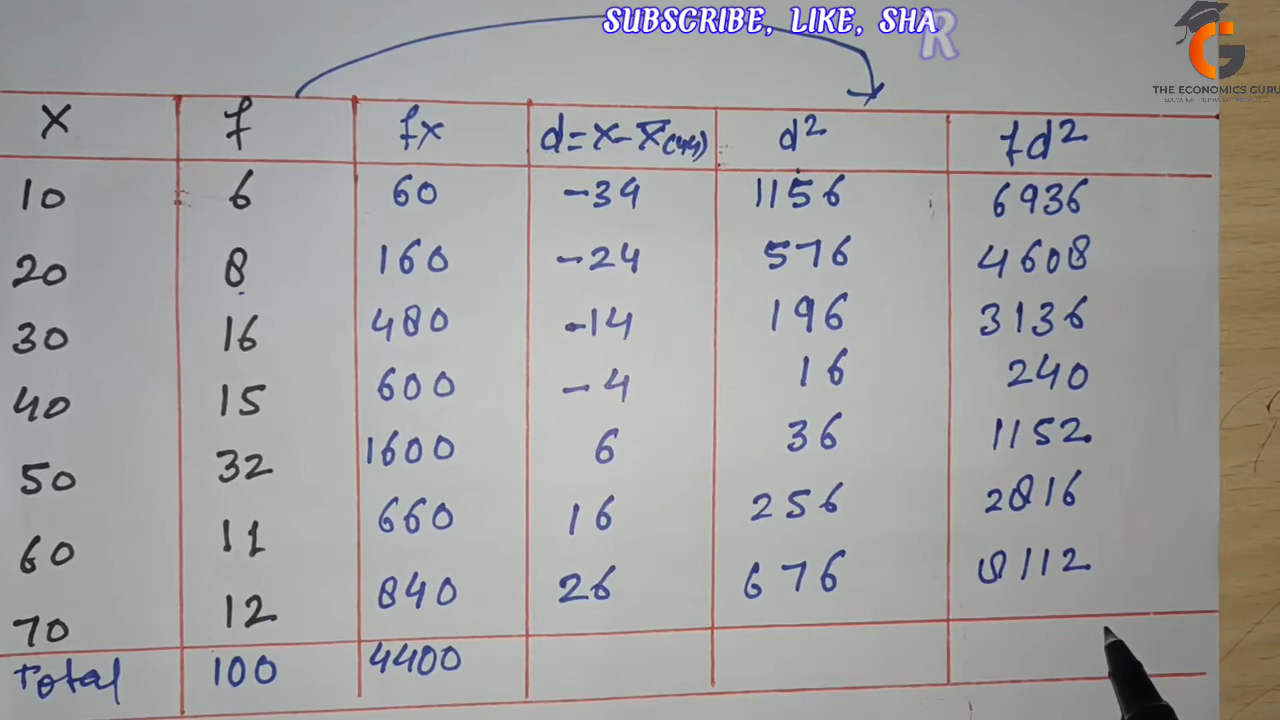 SUBSCRIBE, LIKE, SHAR
THE ECONOMICS GURU
X f fx d=x-x̅(44) d² fd²
10 6 60 -34 1156 6936
20 8 160 -24 576 4608
30 16 480 -14 196 3136
40 15 600 -4 16 240
50 32 1600 6 36 1152
60 11 660 16 256 2816
70 12 840 26 676 8112
Total 100 4400